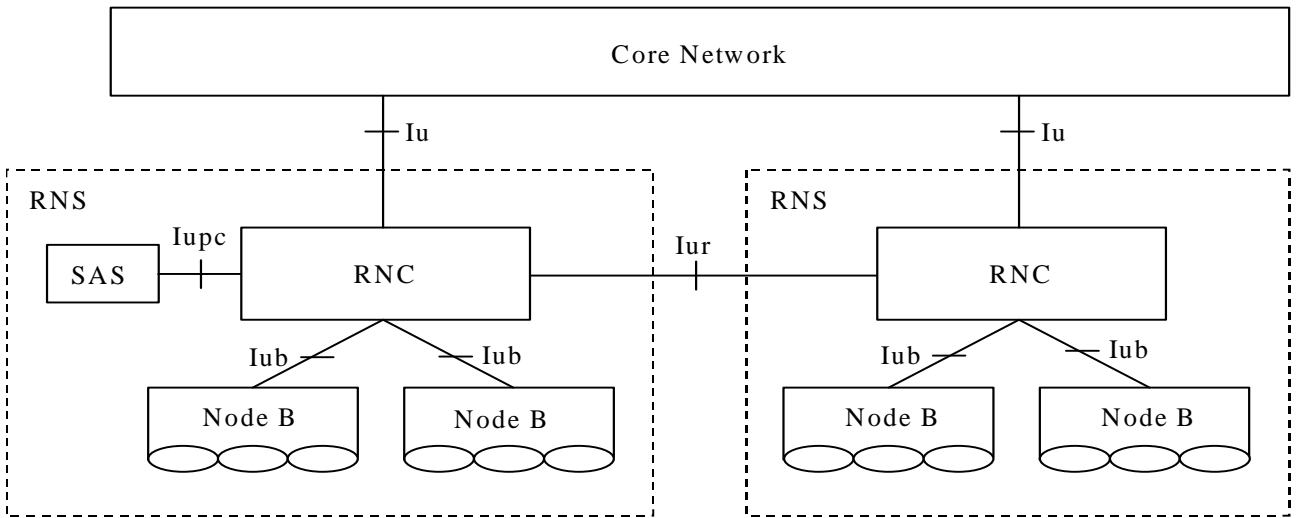 Core Network
Iu
Iu
RNS
RNS
Iupc
Iur
SAS
RNC
RNC
Iub
Iub
Iub
Iub
Node B
Node B
Node B
Node B